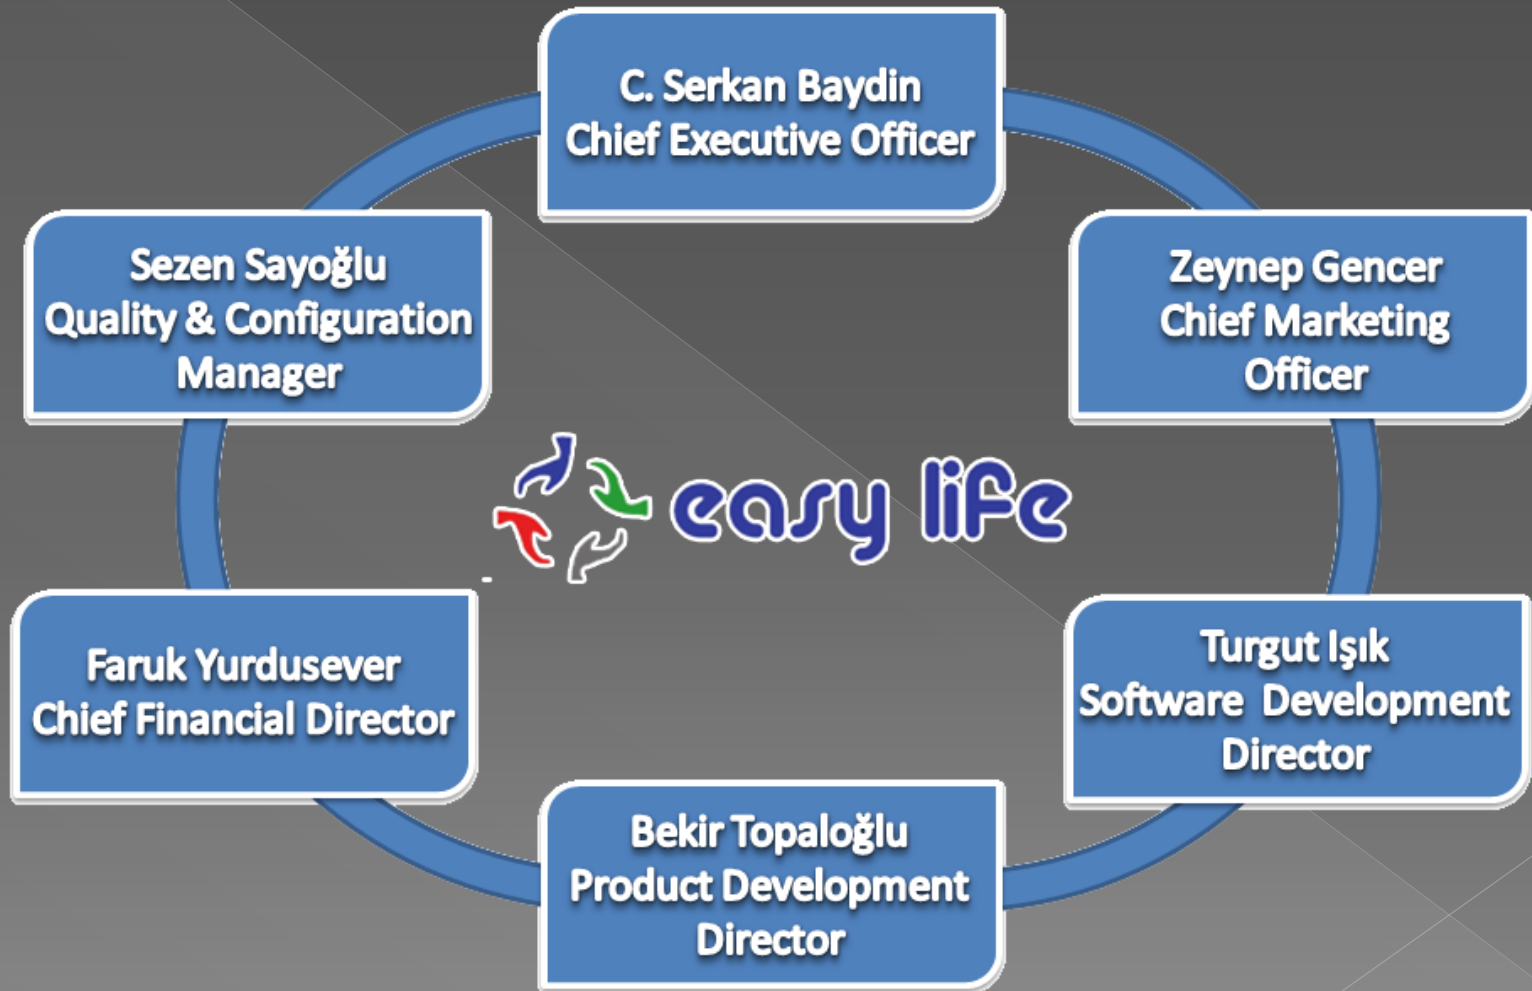 C. Serkan Baydin
Chief Executive Officer
Zeynep Gencer
Chief Marketing
Officer
Turgut Işık
Software Development
Director
Bekir Topaloğlu
Product Development
Director
Faruk Yurdusever
Chief Financial Director
Sezen Sayoğlu
Quality & Configuration
Manager
easy life